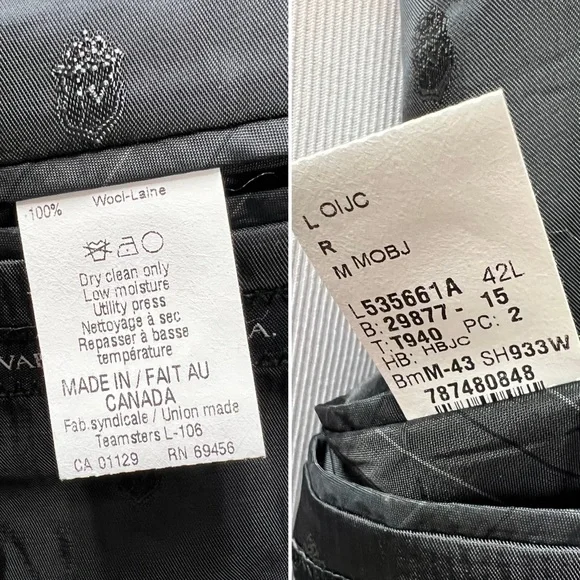 100% Wool-Laine
Dry clean only
Low moisture
Utility press
Nettoyage à sec
Repasser à basse
température
MADE IN/FAIT AU
CANADA
Fab.syndicale/Union made
Teamsters L-106
CA 01129 RN 69456
A.
L OIJC
R
M MOBJ
L535661A 42L
B: 29877 - 15
T: T940 PC: 2
HB: HBJC
BmM-43 SH933W
787480848